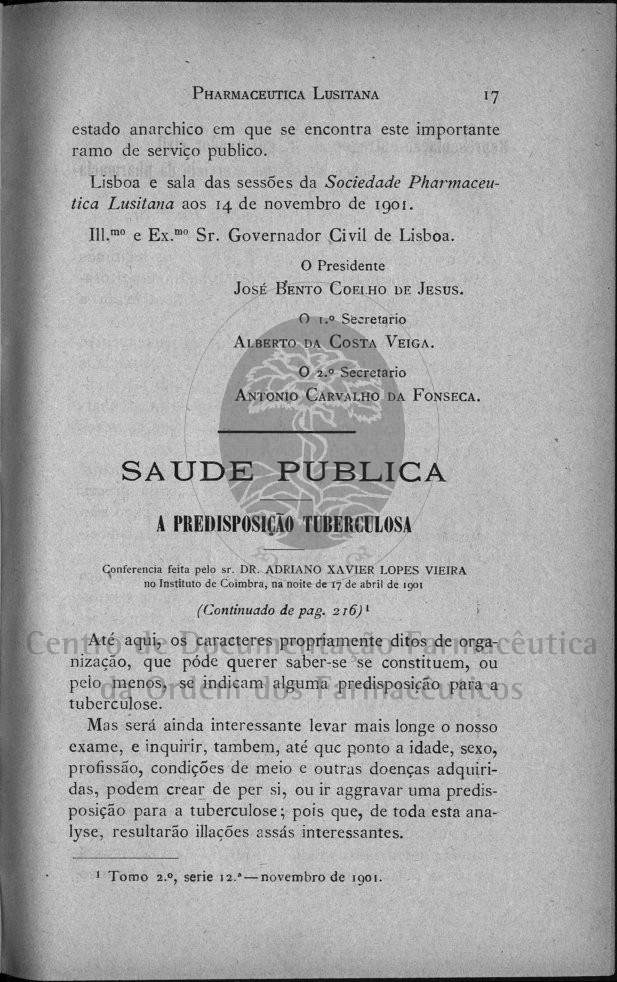 PHARMACEUTICA LUSITANA 17
estado anarchico em que se encontra este importante
ramo de serviço publico.
Lisboa e sala das sessões da Sociedade Pharmaceu-
tica Lusitana aos 14 de novembro de 1901.
Ill.mo e Ex.mo Sr. Governador Civil de Lisboa.
O Presidente
JOSÉ BENTO COELHO DE JESUS.
O 1.º Secretario
ALBERTO DA COSTA VEIGA.
O 2.º Secretario
ANTONIO CARVALHO DA FONSECA.
SAUDE PUBLICA
A PREDISPOSIÇÃO TUBERCULOSA
Conferencia feita pelo sr. DR. ADRIANO XAVIER LOPES VIEIRA
no Instituto de Coimbra, na noite de 17 de abril de 1901
(Continuado de pag. 216) 1
Até aqui, os caracteres propriamente ditos de orga-
nização, que póde querer saber-se se constituem, ou
pelo menos, se indicam alguma predisposição para a
tuberculose.
Mas será ainda interessante levar mais longe o nosso
exame, e inquirir, tambem, até que ponto a idade, sexo,
profissão, condições de meio e outras doenças adquiri-
das, podem crear de per si, ou ir aggravar uma predis-
posição para a tuberculose; pois que, de toda esta ana-
lyse, resultarão illações assás interessantes.
1 Tomo 2.º, serie 12.ª — novembro de 1901.
Centro de Documentação Farmacêutica
da Ordem dos Farmacêuticos